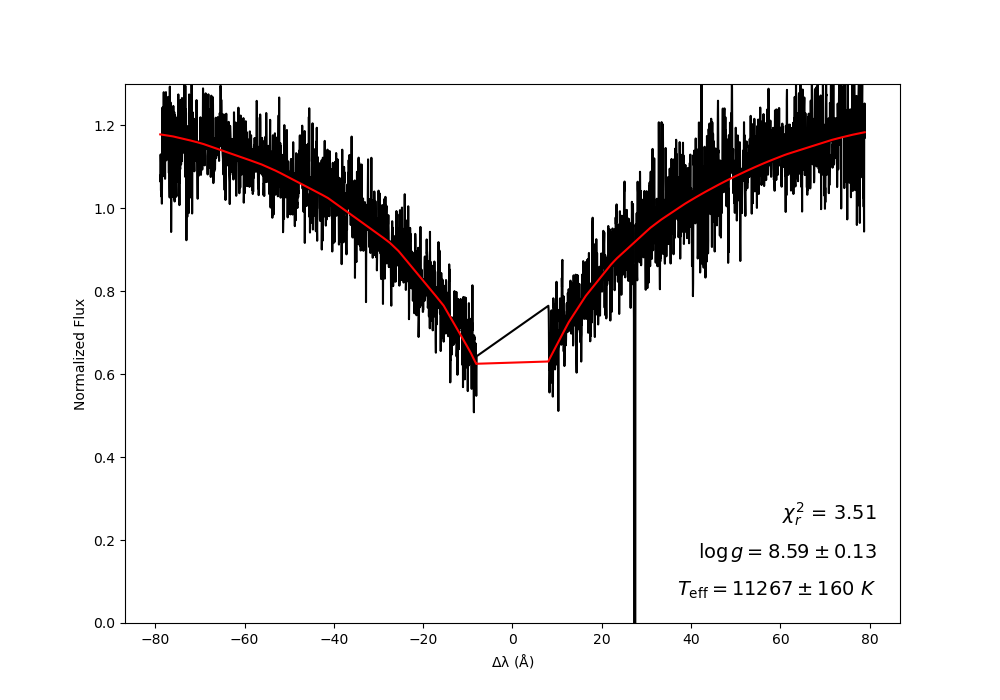 Normalized Flux
1.2
1.0
0.8
0.6
0.4
0.2
0.0
χ²ᵣ = 3.51
log g = 8.59 ± 0.13
T_eff = 11267 ± 160 K
−80 −60 −40 −20 0 20 40 60 80
Δλ (Å)